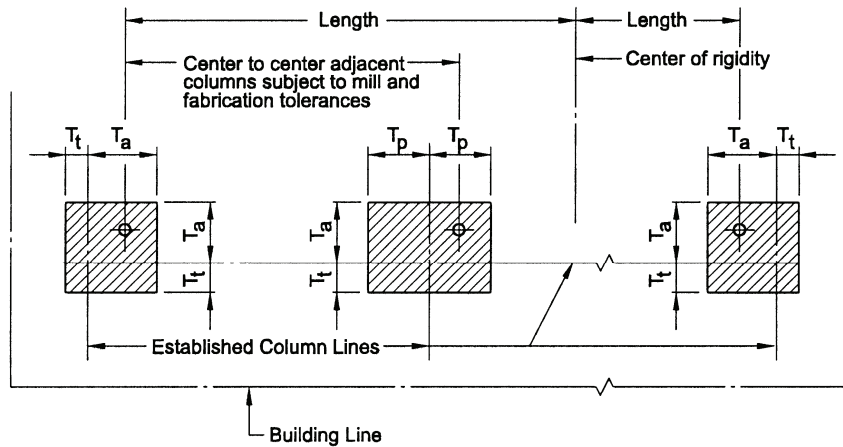 Length
Length
Center to center adjacent
columns subject to mill and
fabrication tolerances
Center of rigidity
Tt
Ta
Tp
Tp
Ta
Tt
Ta
Ta
Ta
Tt
Tt
Tt
Established Column Lines
Building Line